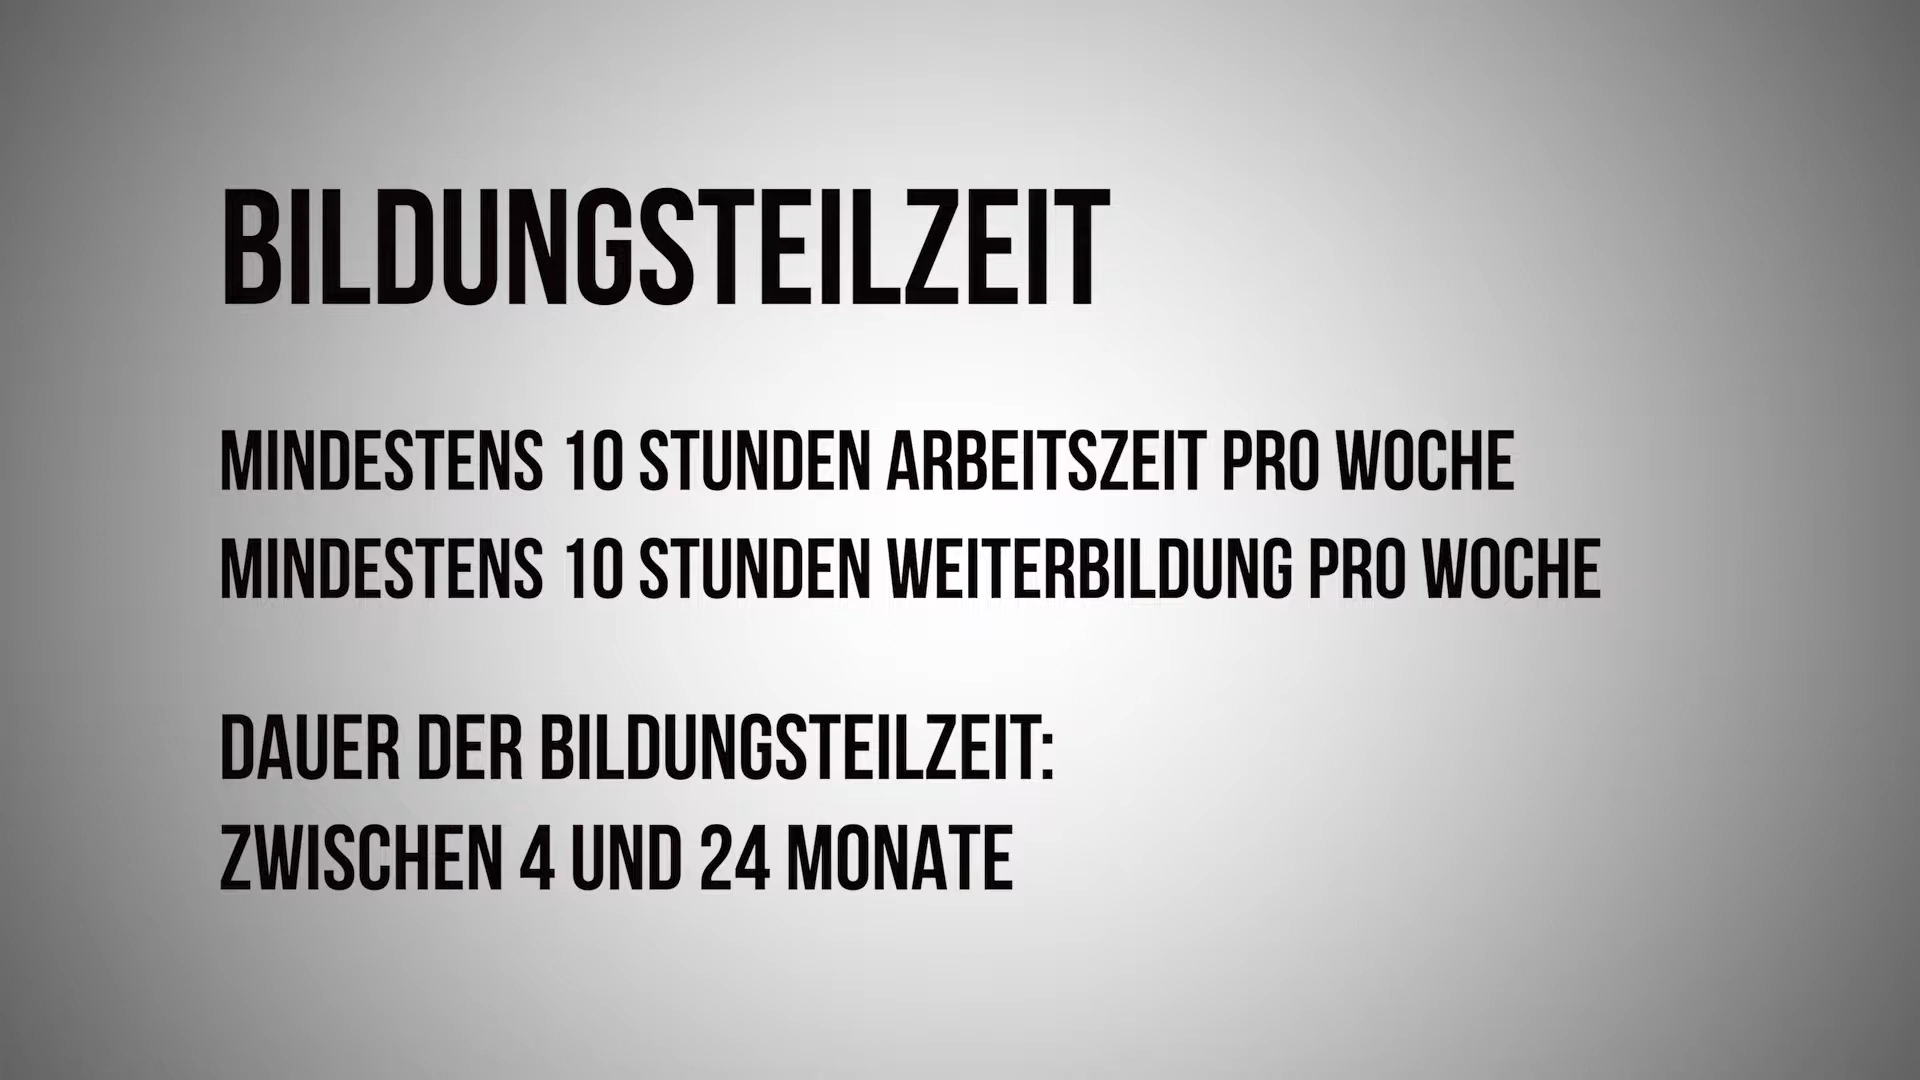 BILDUNGSTEILZEIT
MINDESTENS 10 STUNDEN ARBEITSZEIT PRO WOCHE
MINDESTENS 10 STUNDEN WEITERBILDUNG PRO WOCHE
DAUER DER BILDUNGSTEILZEIT:
ZWISCHEN 4 UND 24 MONATE